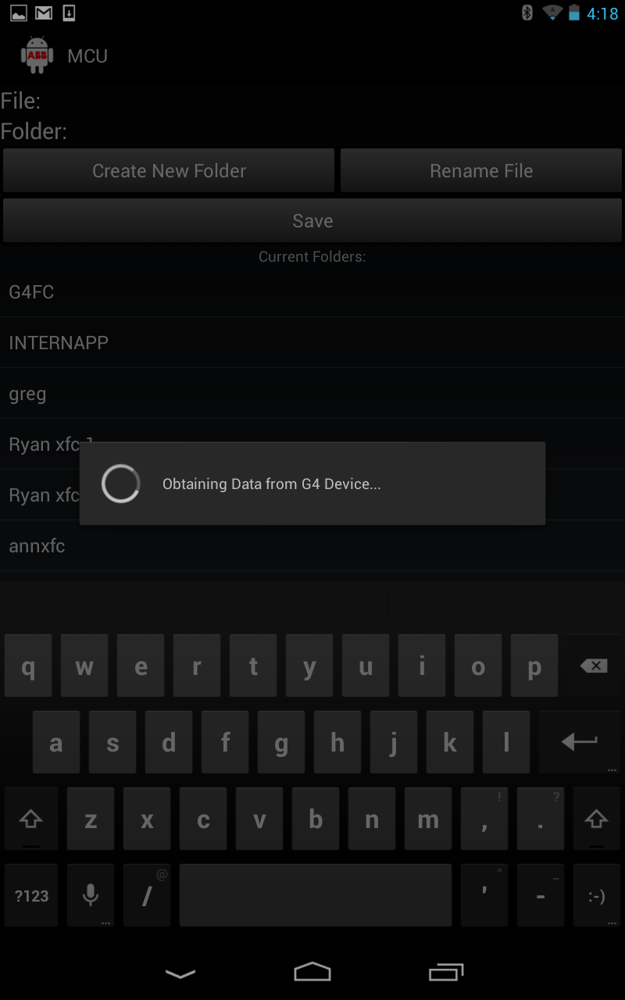 4:18
ABB MCU
File:
Folder:
Create New Folder Rename File
Save
Current Folders:
G4FC
INTERNAPP
greg
Ryan xfc 1
Ryan xfc
Obtaining Data from G4 Device...
annxfc
q w e r t y u i o p
a s d f g h j k l
...
! ?
z x c v b n m , .
@ " _
?123 / ' - :-)
... ...